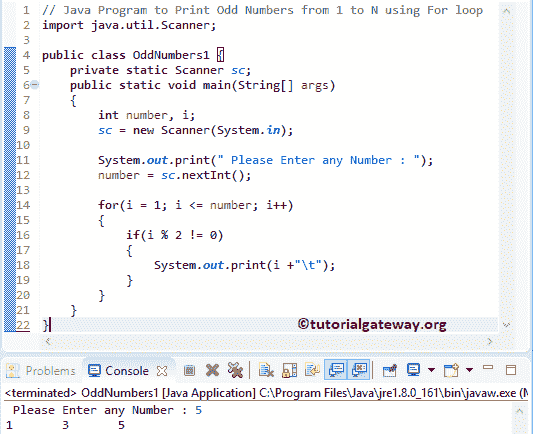 1 // Java Program to Print Odd Numbers from 1 to N using For loop
2 import java.util.Scanner;
3
4 public class OddNumbers1 {
5     private static Scanner sc;
6     public static void main(String[] args)
7     {
8         int number, i;
9         sc = new Scanner(System.in);
10
11         System.out.print(" Please Enter any Number : ");
12         number = sc.nextInt();
13
14         for(i = 1; i <= number; i++)
15         {
16             if(i % 2 != 0)
17             {
18                 System.out.print(i +"\t");
19             }
20         }
21     }
22 }
©tutorialgateway.org
Problems Console
<terminated> OddNumbers1 [Java Application] C:\Program Files\Java\jre1.8.0_161\bin\javaw.exe (M
 Please Enter any Number : 5
1 3 5